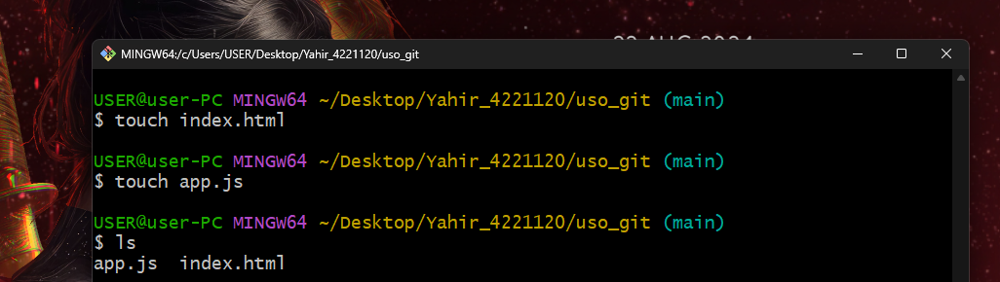 22 AUG 2024
MINGW64:/c/Users/USER/Desktop/Yahir_4221120/uso_git
USER@user-PC MINGW64 ~/Desktop/Yahir_4221120/uso_git (main)
$ touch index.html
USER@user-PC MINGW64 ~/Desktop/Yahir_4221120/uso_git (main)
$ touch app.js
USER@user-PC MINGW64 ~/Desktop/Yahir_4221120/uso_git (main)
$ ls
app.js  index.html